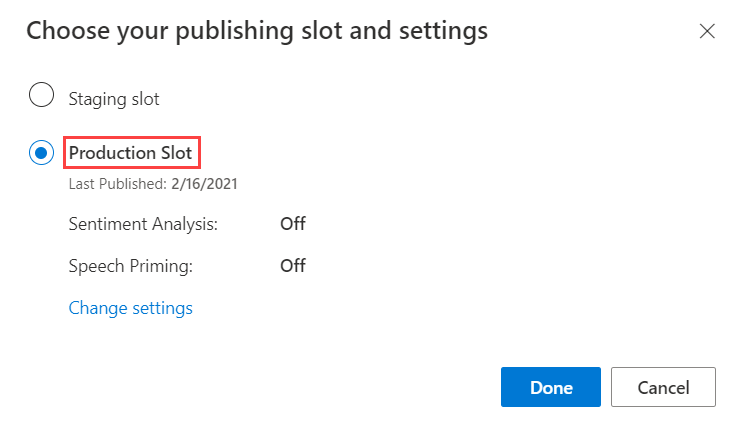 Choose your publishing slot and settings
Staging slot
Production Slot
Last Published: 2/16/2021
Sentiment Analysis: Off
Speech Priming: Off
Change settings
Done Cancel